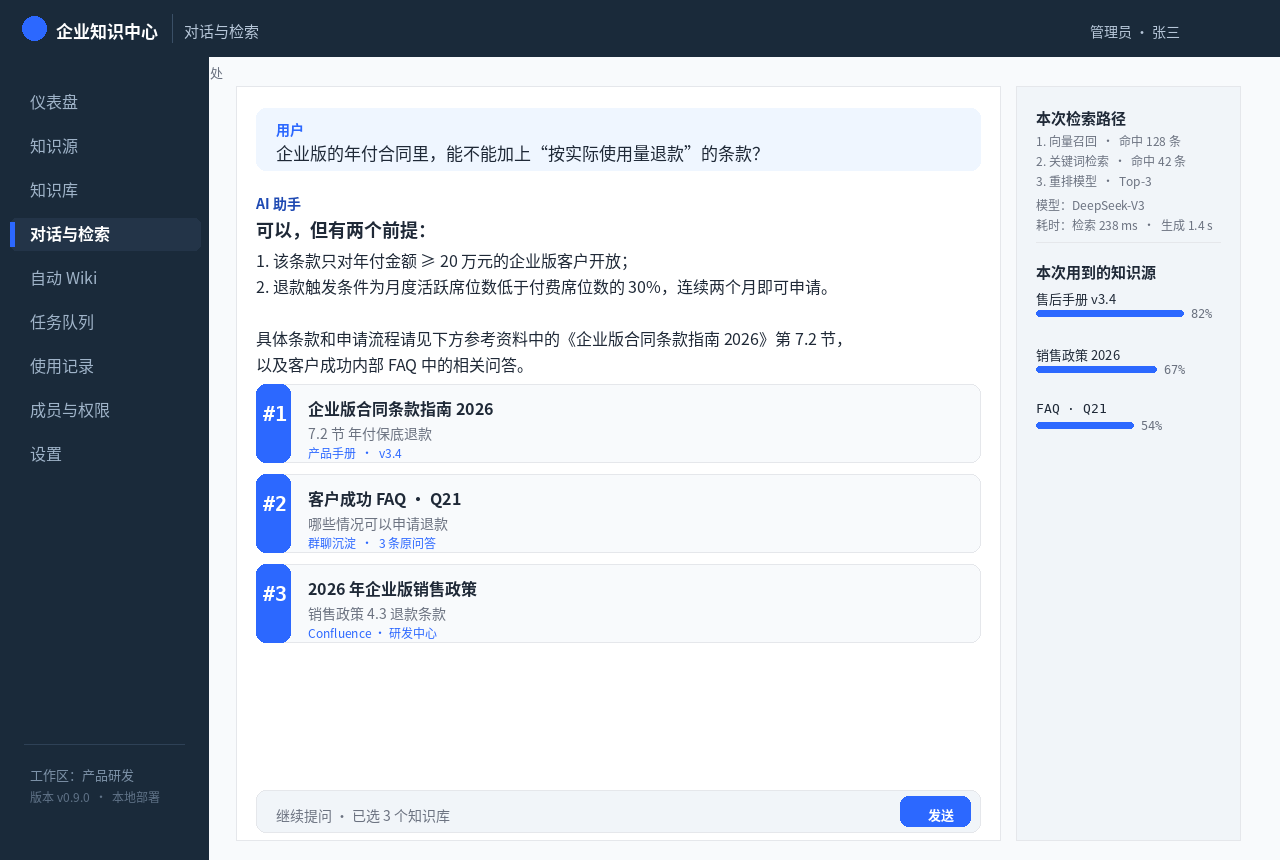 企业知识中心
对话与检索
管理员 · 张三
处
仪表盘
知识源
知识库
对话与检索
自动 Wiki
任务队列
使用记录
成员与权限
设置
工作区：产品研发
版本 v0.9.0 · 本地部署
用户
企业版的年付合同里，能不能加上“按实际使用量退款”的条款？
AI 助手
可以，但有两个前提：
1. 该条款只对年付金额 ≥ 20 万元的企业版客户开放；
2. 退款触发条件为月度活跃席位数低于付费席位数的 30%，连续两个月即可申请。
具体条款和申请流程请见下方参考资料中的《企业版合同条款指南 2026》第 7.2 节，
以及客户成功内部 FAQ 中的相关问答。
#1
企业版合同条款指南 2026
7.2 节 年付保底退款
产品手册 · v3.4
#2
客户成功 FAQ · Q21
哪些情况可以申请退款
群聊沉淀 · 3 条原问答
#3
2026 年企业版销售政策
销售政策 4.3 退款条款
Confluence · 研发中心
继续提问 · 已选 3 个知识库
发送
本次检索路径
1. 向量召回 · 命中 128 条
2. 关键词检索 · 命中 42 条
3. 重排模型 · Top-3
模型：DeepSeek-V3
耗时：检索 238 ms · 生成 1.4 s
本次用到的知识源
售后手册 v3.4
82%
销售政策 2026
67%
FAQ · Q21
54%